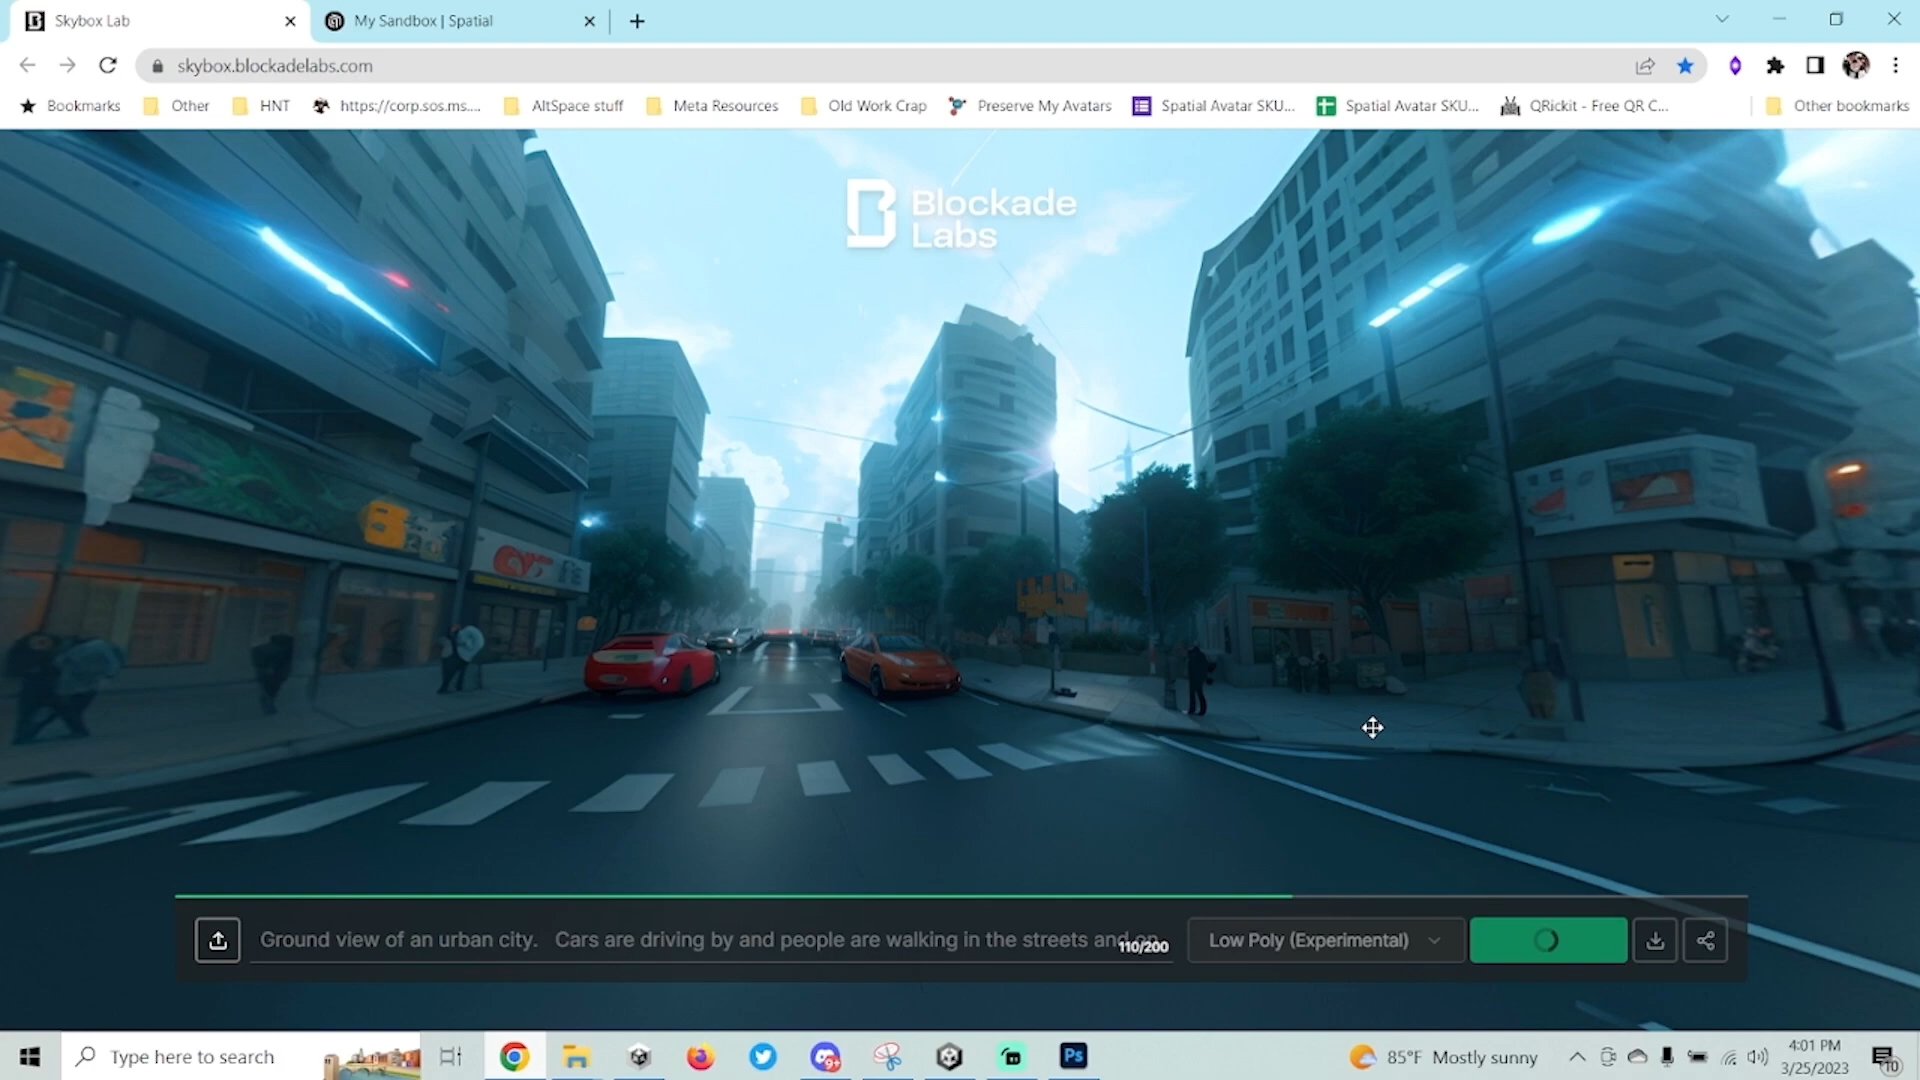 Skybox Lab
My Sandbox | Spatial
skybox.blockadelabs.com
Bookmarks
Other
HNT
https://corp.sos.ms....
AltSpace stuff
Meta Resources
Old Work Crap
Preserve My Avatars
Spatial Avatar SKU...
Spatial Avatar SKU...
QRickit - Free QR C...
Other bookmarks
Blockade
Labs
Ground view of an urban city. Cars are driving by and people are walking in the streets and on
110/200
Low Poly (Experimental)
Type here to search
9+
Ps
85°F Mostly sunny
4:01 PM
3/25/2023
10